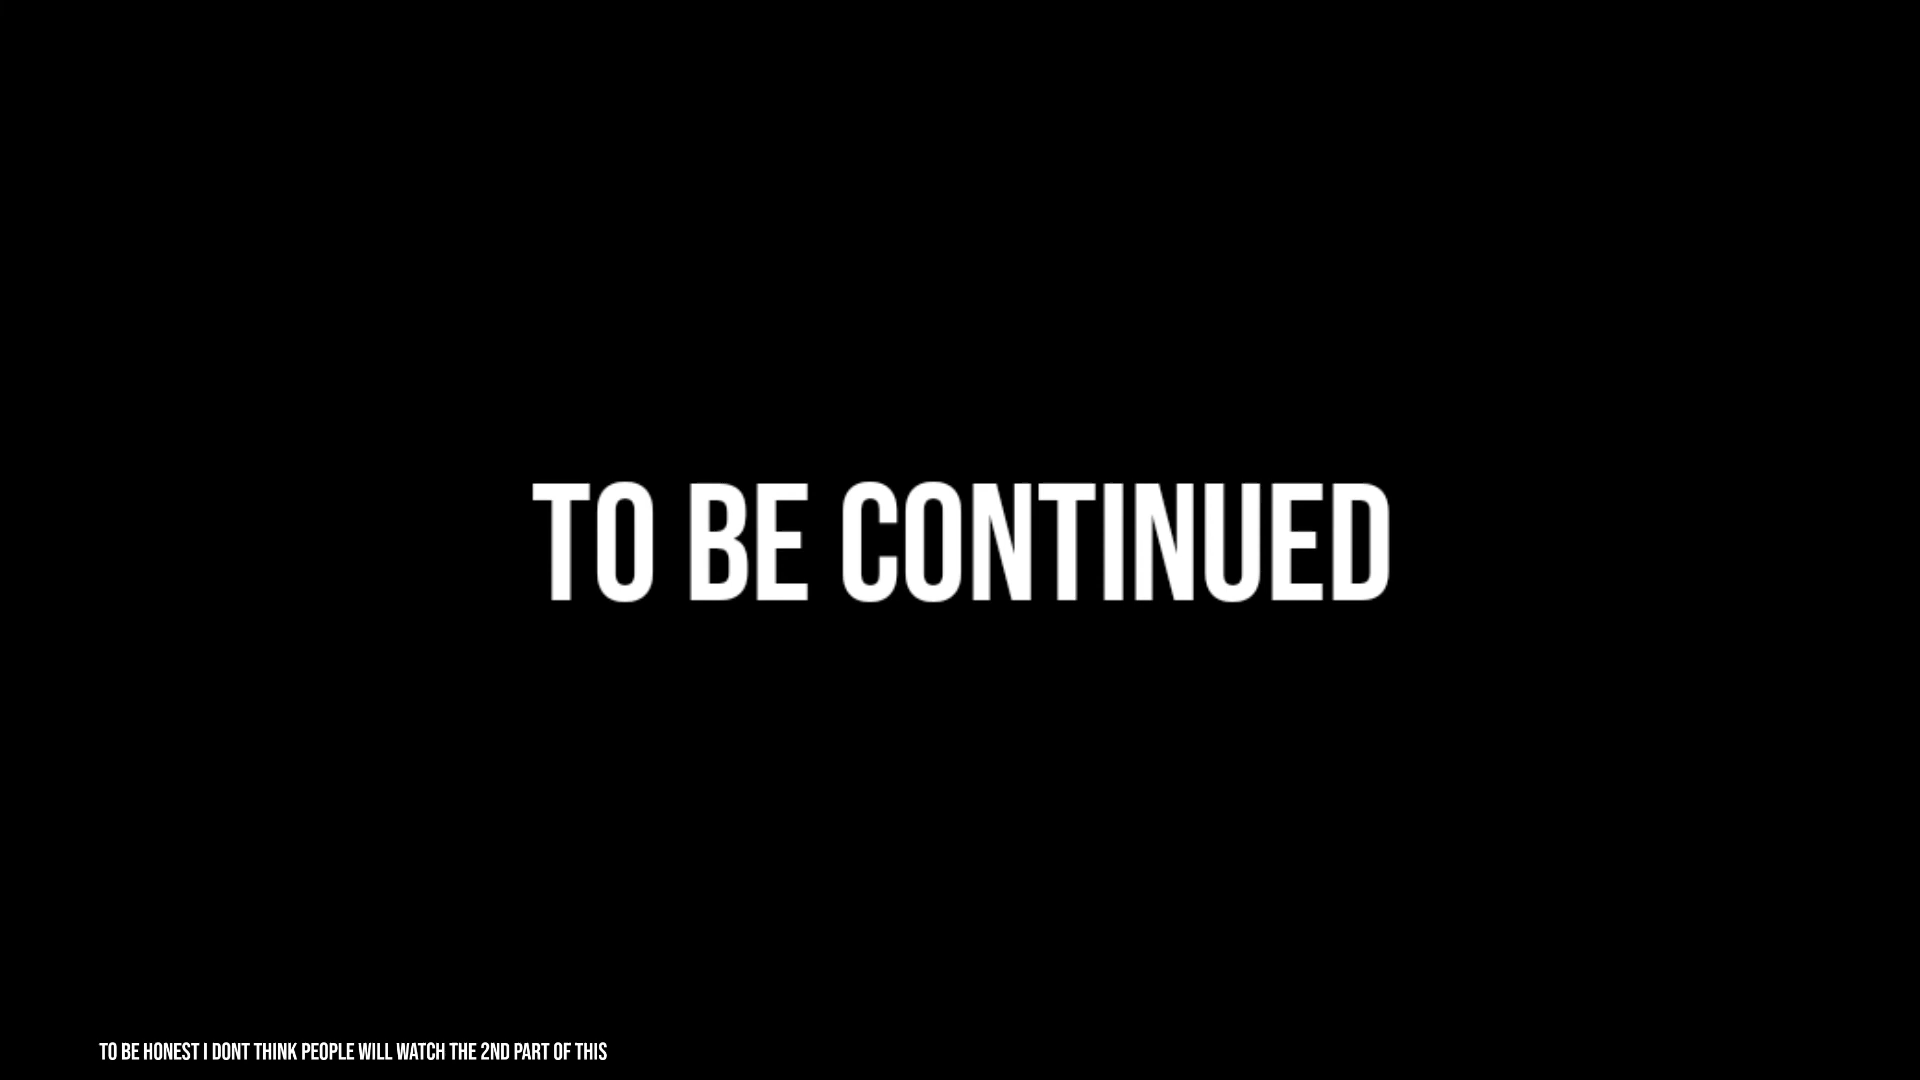 TO BE CONTINUED
TO BE HONEST I DONT THINK PEOPLE WILL WATCH THE 2ND PART OF THIS